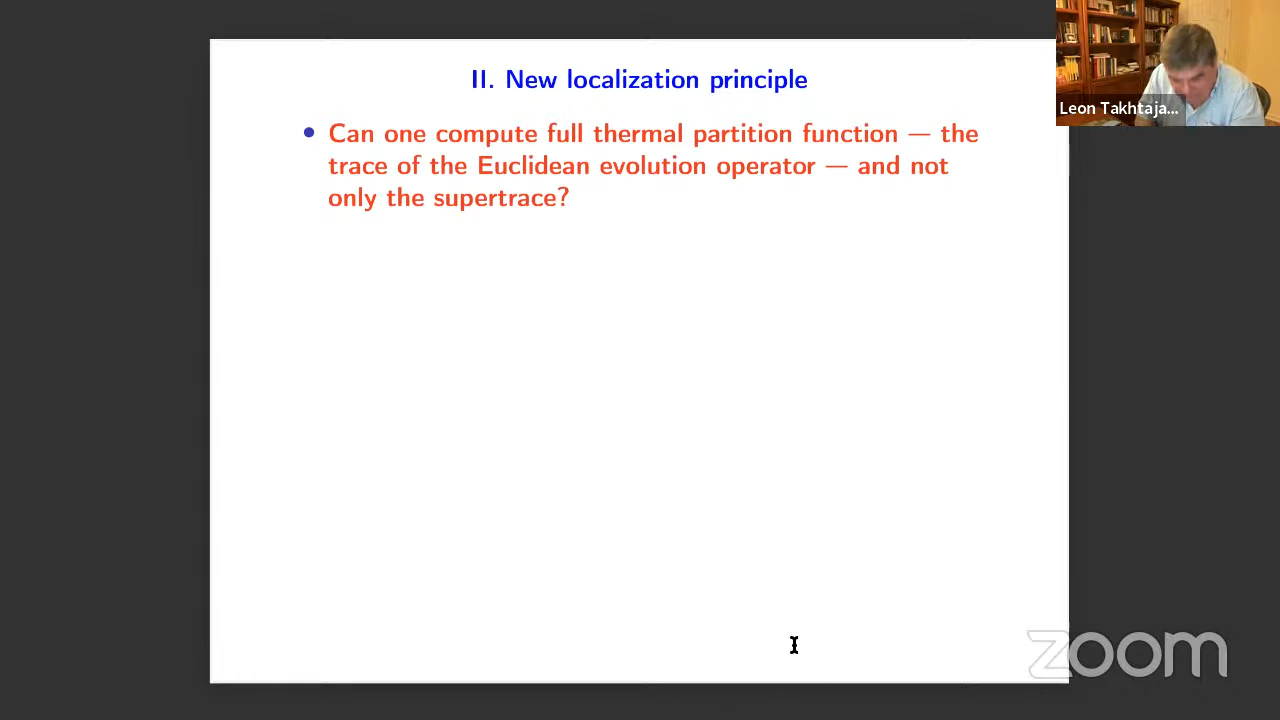 II. New localization principle
• Can one compute full thermal partition function — the
trace of the Euclidean evolution operator — and not
only the supertrace?
Leon Takhtaja...
zoom